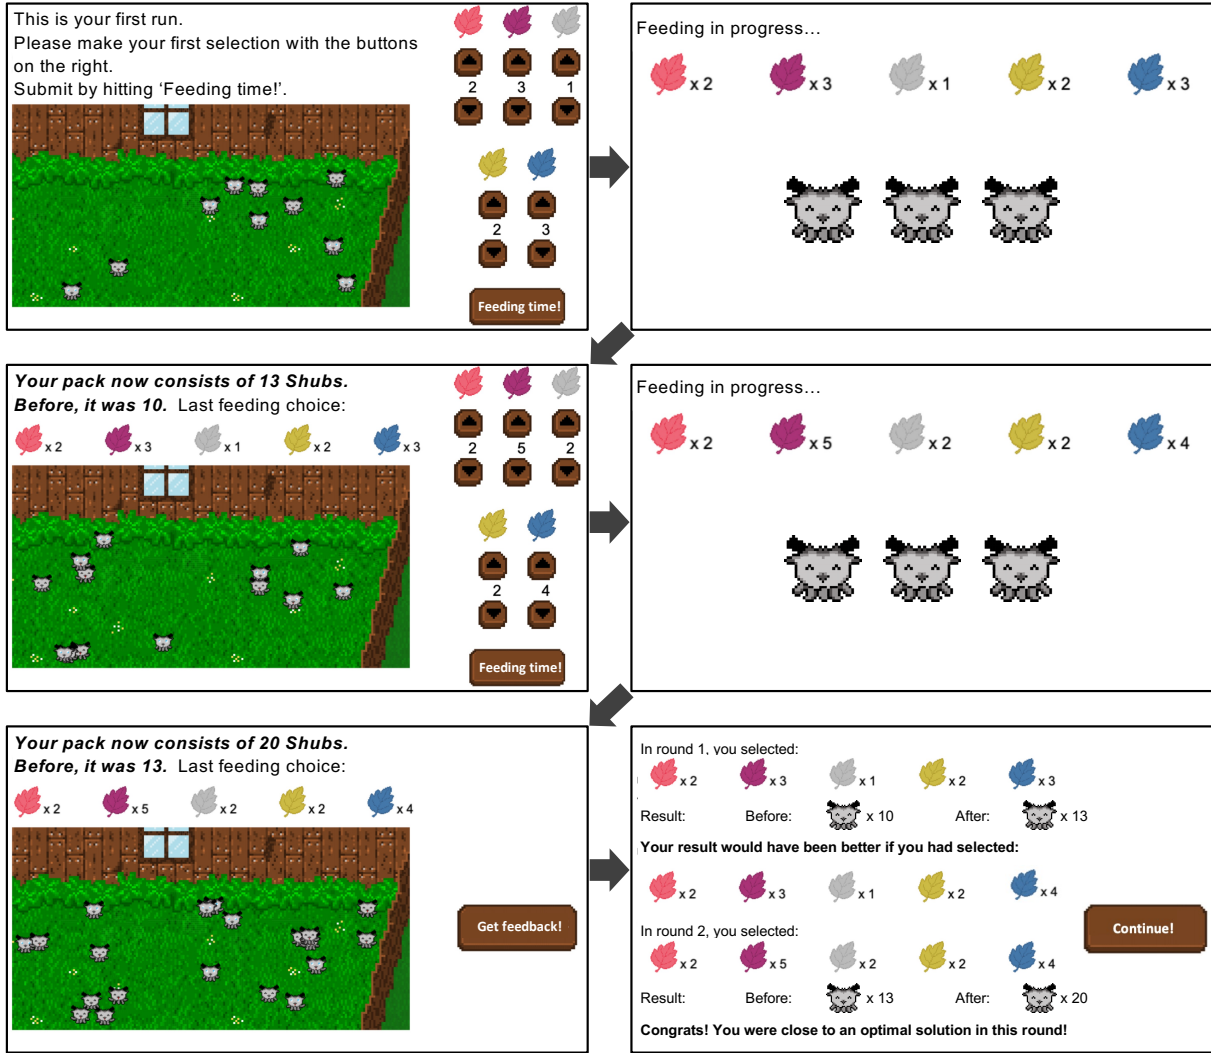 This is your first run.
Please make your first selection with the buttons
on the right.
Submit by hitting ‘Feeding time!’.
2 3 1
2 3
Feeding time!
Feeding in progress...
x 2 x 3 x 1 x 2 x 3
Your pack now consists of 13 Shubs.
Before, it was 10. Last feeding choice:
x 2 x 3 x 1 x 2 x 3
2 5 2
2 4
Feeding time!
Feeding in progress...
x 2 x 5 x 2 x 2 x 4
Your pack now consists of 20 Shubs.
Before, it was 13. Last feeding choice:
x 2 x 5 x 2 x 2 x 4
Get feedback!
In round 1, you selected:
x 2 x 3 x 1 x 2 x 3
Result: Before: x 10 After: x 13
Your result would have been better if you had selected:
x 2 x 3 x 1 x 2 x 4
In round 2, you selected:
x 2 x 5 x 2 x 2 x 4
Result: Before: x 13 After: x 20
Congrats! You were close to an optimal solution in this round!
Continue!